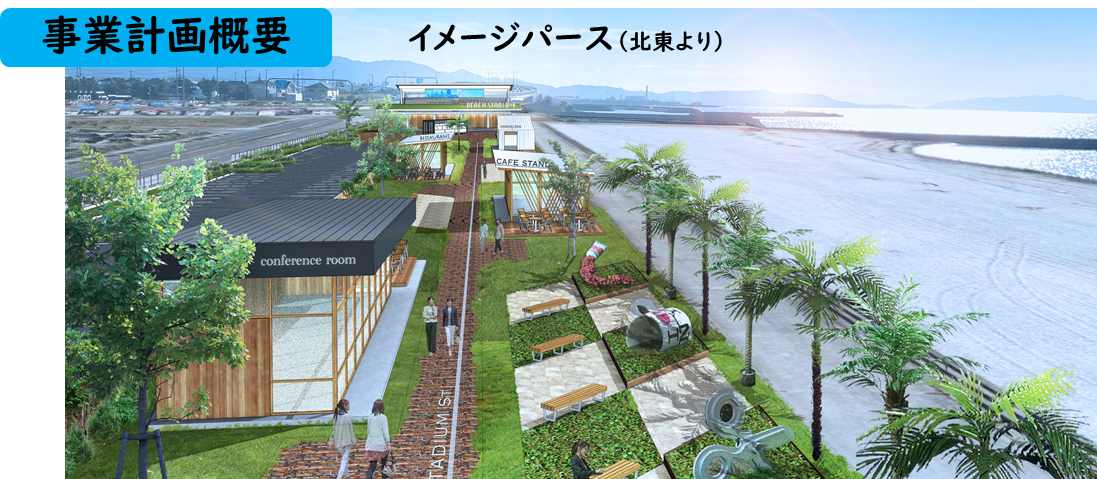 事業計画概要
イメージパース（北東より）
BEACH STADIUM
RESTAURANT
CAFE STAND
conference room
TADIUM ST